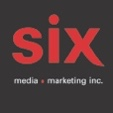 six
media + marketing inc.